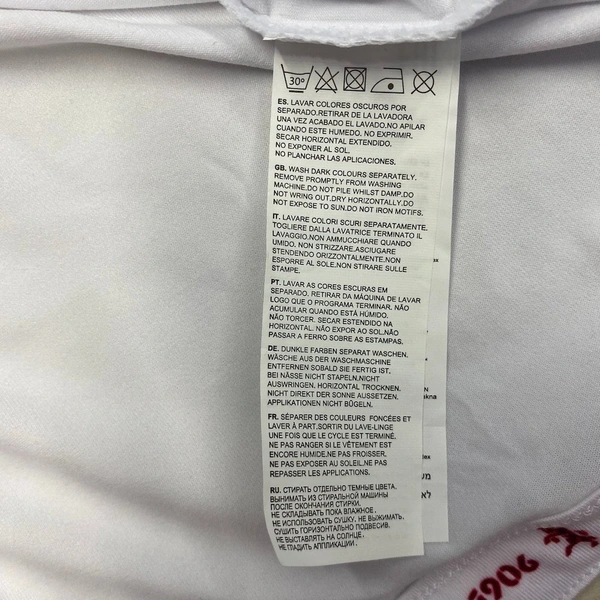 30°
ES. LAVAR COLORES OSCUROS POR
SEPARADO.RETIRAR DE LA LAVADORA
UNA VEZ ACABADO EL LAVADO.NO APILAR
CUANDO ESTE HUMEDO. NO EXPRIMIR.
SECAR HORIZONTAL EXTENDIDO.
NO EXPONER AL SOL.
NO PLANCHAR LAS APLICACIONES.
GB. WASH DARK COLOURS SEPARATELY.
REMOVE PROMPTLY FROM WASHING
MACHINE.DO NOT PILE WHILST DAMP.DO
NOT WRING OUT.DRY HORIZONTALLY.DO
NOT EXPOSE TO SUN.DO NOT IRON MOTIFS.
IT. LAVARE COLORI SCURI SEPARATAMENTE.
TOGLIERE DALLA LAVATRICE TERMINATO IL
LAVAGGIO.NON AMMUCCHIARE QUANDO
UMIDO. NON STRIZZARE.ASCIUGARE
STENDENDO ORIZZONTALMENTE.NON
ESPORRE AL SOLE.NON STIRARE SULLE
STAMPE.
PT. LAVAR AS CORES ESCURAS EM
SEPARADO. RETIRAR DA MÁQUINA DE LAVAR
LOGO QUE O PROGRAMA TERMINAR. NÃO
ACUMULAR QUANDO ESTÁ HÚMIDO.
NÃO TORCER. SECAR ESTENDIDO NA
HORIZONTAL. NÃO EXPOR AO SOL.NÃO
PASSAR A FERRO SOBRE AS ESTAMPAS.
DE. DUNKLE FARBEN SEPARAT WASCHEN.
WÄSCHE AUS DER WASCHMASCHINE
ENTFERNEN SOBALD SIE FERTIG IST.
BEI NÄSSE NICHT STAPELN.NICHT
AUSWRINGEN. HORIZONTAL TROCKNEN.
NICHT DIREKT DER SONNE AUSSETZEN.
APPLIKATIONEN NICHT BÜGELN.
FR. SÉPARER DES COULEURS FONCÉES ET
LAVER À PART.SORTIR DU LAVE-LINGE
UNE FOIS QUE LE CYCLE EST TERMINÉ.
NE PAS RANGER SI LE VÊTEMENT EST
ENCORE HUMIDE.NE PAS FROISSER.
NE PAS EXPOSER AU SOLEIL.NE PAS
REPASSER LES APPLICATIONS.
RU. СТИРАТЬ ОТДЕЛЬНО ТЕМНЫЕ ЦВЕТА.
ВЫНИМАТЬ ИЗ СТИРАЛЬНОЙ МАШИНЫ
ПОСЛЕ ОКОНЧАНИЯ СТИРКИ.
НЕ СКЛАДЫВАТЬ ПОКА ВЛАЖНОЕ.
НЕ ИСПОЛЬЗОВАТЬ СУШКУ. НЕ ВЫЖИМАТЬ.
СУШИТЬ ГОРИЗОНТАЛЬНО ПОДВЕСИВ.
НЕ ВЫСТАВЛЯТЬ НА СОЛНЦЕ.
НЕ ГЛАДИТЬ АППЛИКАЦИИ.